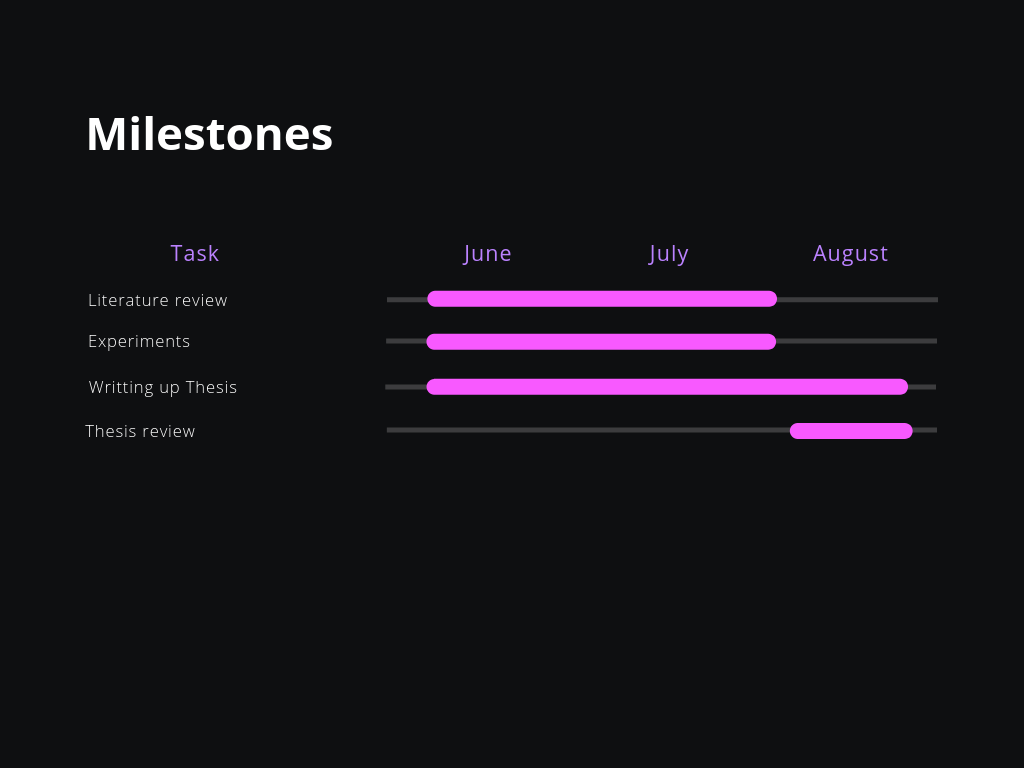 Milestones
Task June July August
Literature review
Experiments
Writting up Thesis
Thesis review